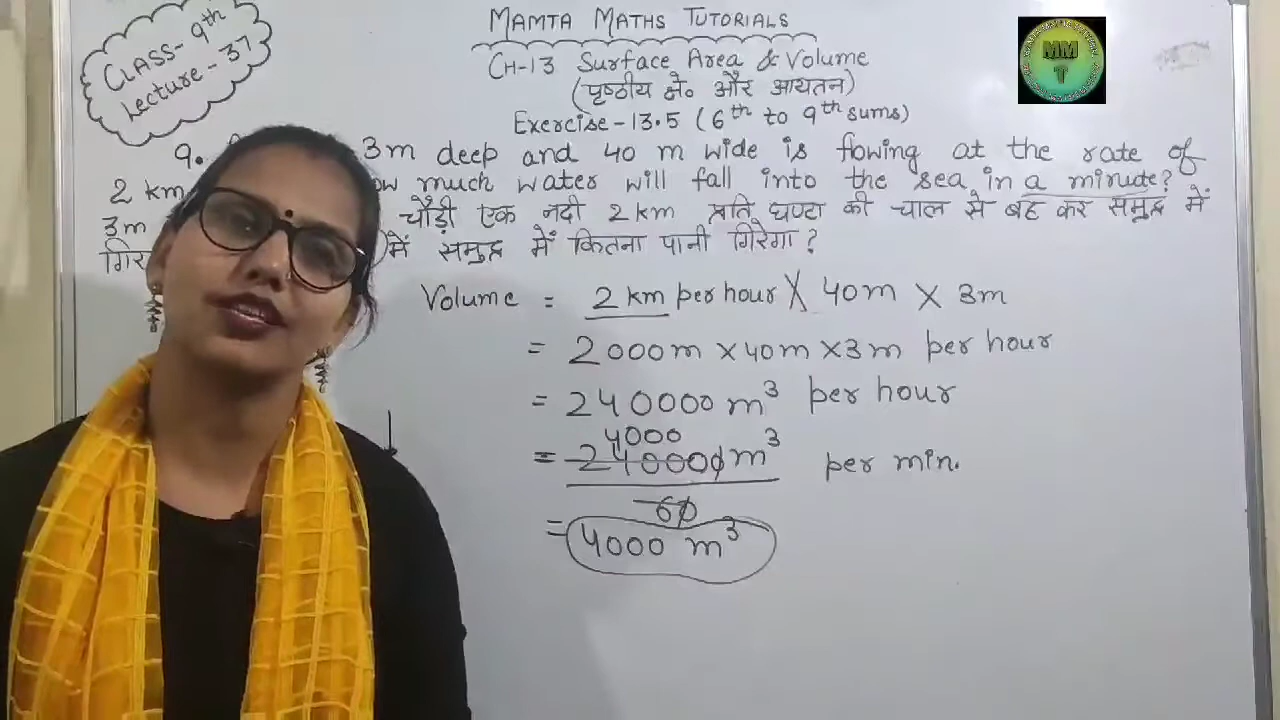 MAMTA MATHS TUTORIALS
CLASS- 9th
Lecture - 37
CH-13 Surface Area & Volume
(पृष्ठीय क्षे० और आयतन)
Exercise-13.5 (6th to 9th sums)
MM
T
9. 3m deep and 40 m wide is flowing at the rate of
2 km much water will fall into the sea in a minute?
3m चौड़ी एक नदी 2km प्रति घण्टा की चाल से बह कर समुद्र में
गिर में समुद्र में कितना पानी गिरेगा ?
Volume = 2 km per hour X 40m X 3m
= 2000m x 40m x 3m per hour
= 240000 m³ per hour
4000
= 240000 m³ per min.
60
= 4000 m³